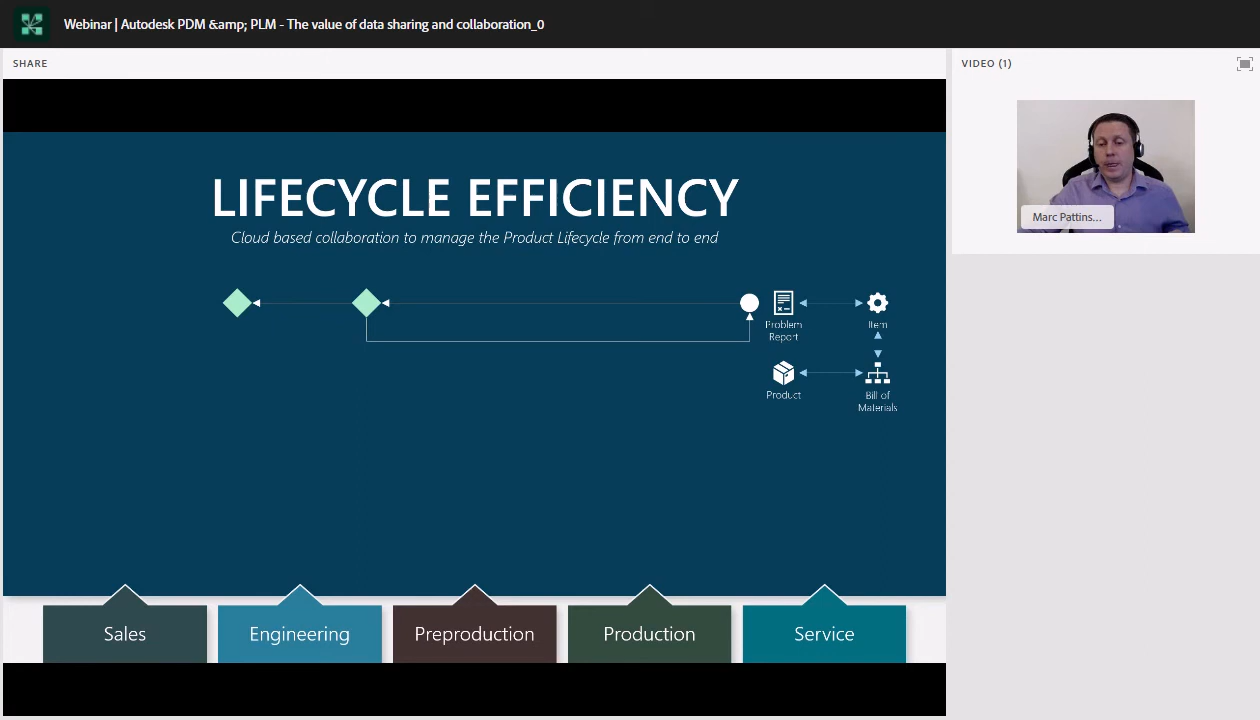 Webinar | Autodesk PDM &amp; PLM - The value of data sharing and collaboration_0
SHARE
VIDEO (1)
Marc Pattins...
LIFECYCLE EFFICIENCY
Cloud based collaboration to manage the Product Lifecycle from end to end
Problem
Report
Item
Product
Bill of
Materials
Sales
Engineering
Preproduction
Production
Service